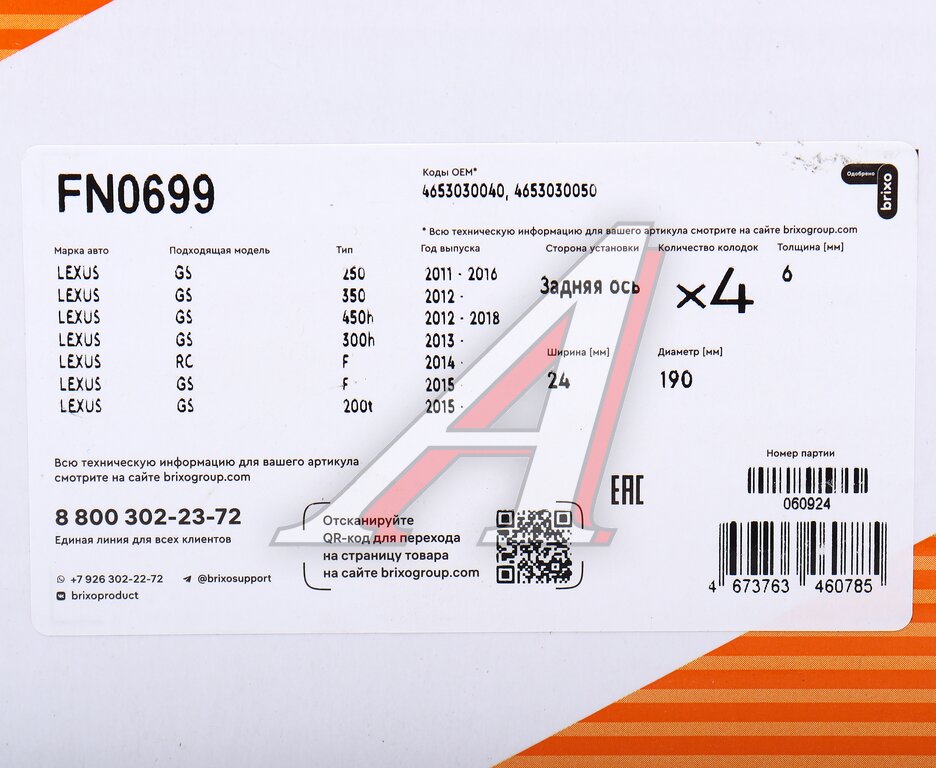 FN0699
Коды OEM*
4653030040, 4653030050
Одобрено brixo
* Всю техническую информацию для вашего артикула смотрите на сайте brixogroup.com
Марка авто Подходящая модель Тип Год выпуска Сторона установки Количество колодок Толщина [мм]
LEXUS GS 250 2011 - 2016
LEXUS GS 350 2012 -
LEXUS GS 450h 2012 - 2018
LEXUS GS 300h 2013 -
LEXUS RC F 2014 -
LEXUS GS F 2015 -
LEXUS GS 200t 2015 -
Задняя ось
×4
6
Ширина [мм] Диаметр [мм]
24 190
Всю техническую информацию для вашего артикула
смотрите на сайте brixogroup.com
8 800 302-23-72
Единая линия для всех клиентов
+7 926 302-22-72 @brixosupport
brixoproduct
Отсканируйте
QR-код для перехода
на страницу товара
на сайте brixogroup.com
EAC
Номер партии
060924
4 673763 460785